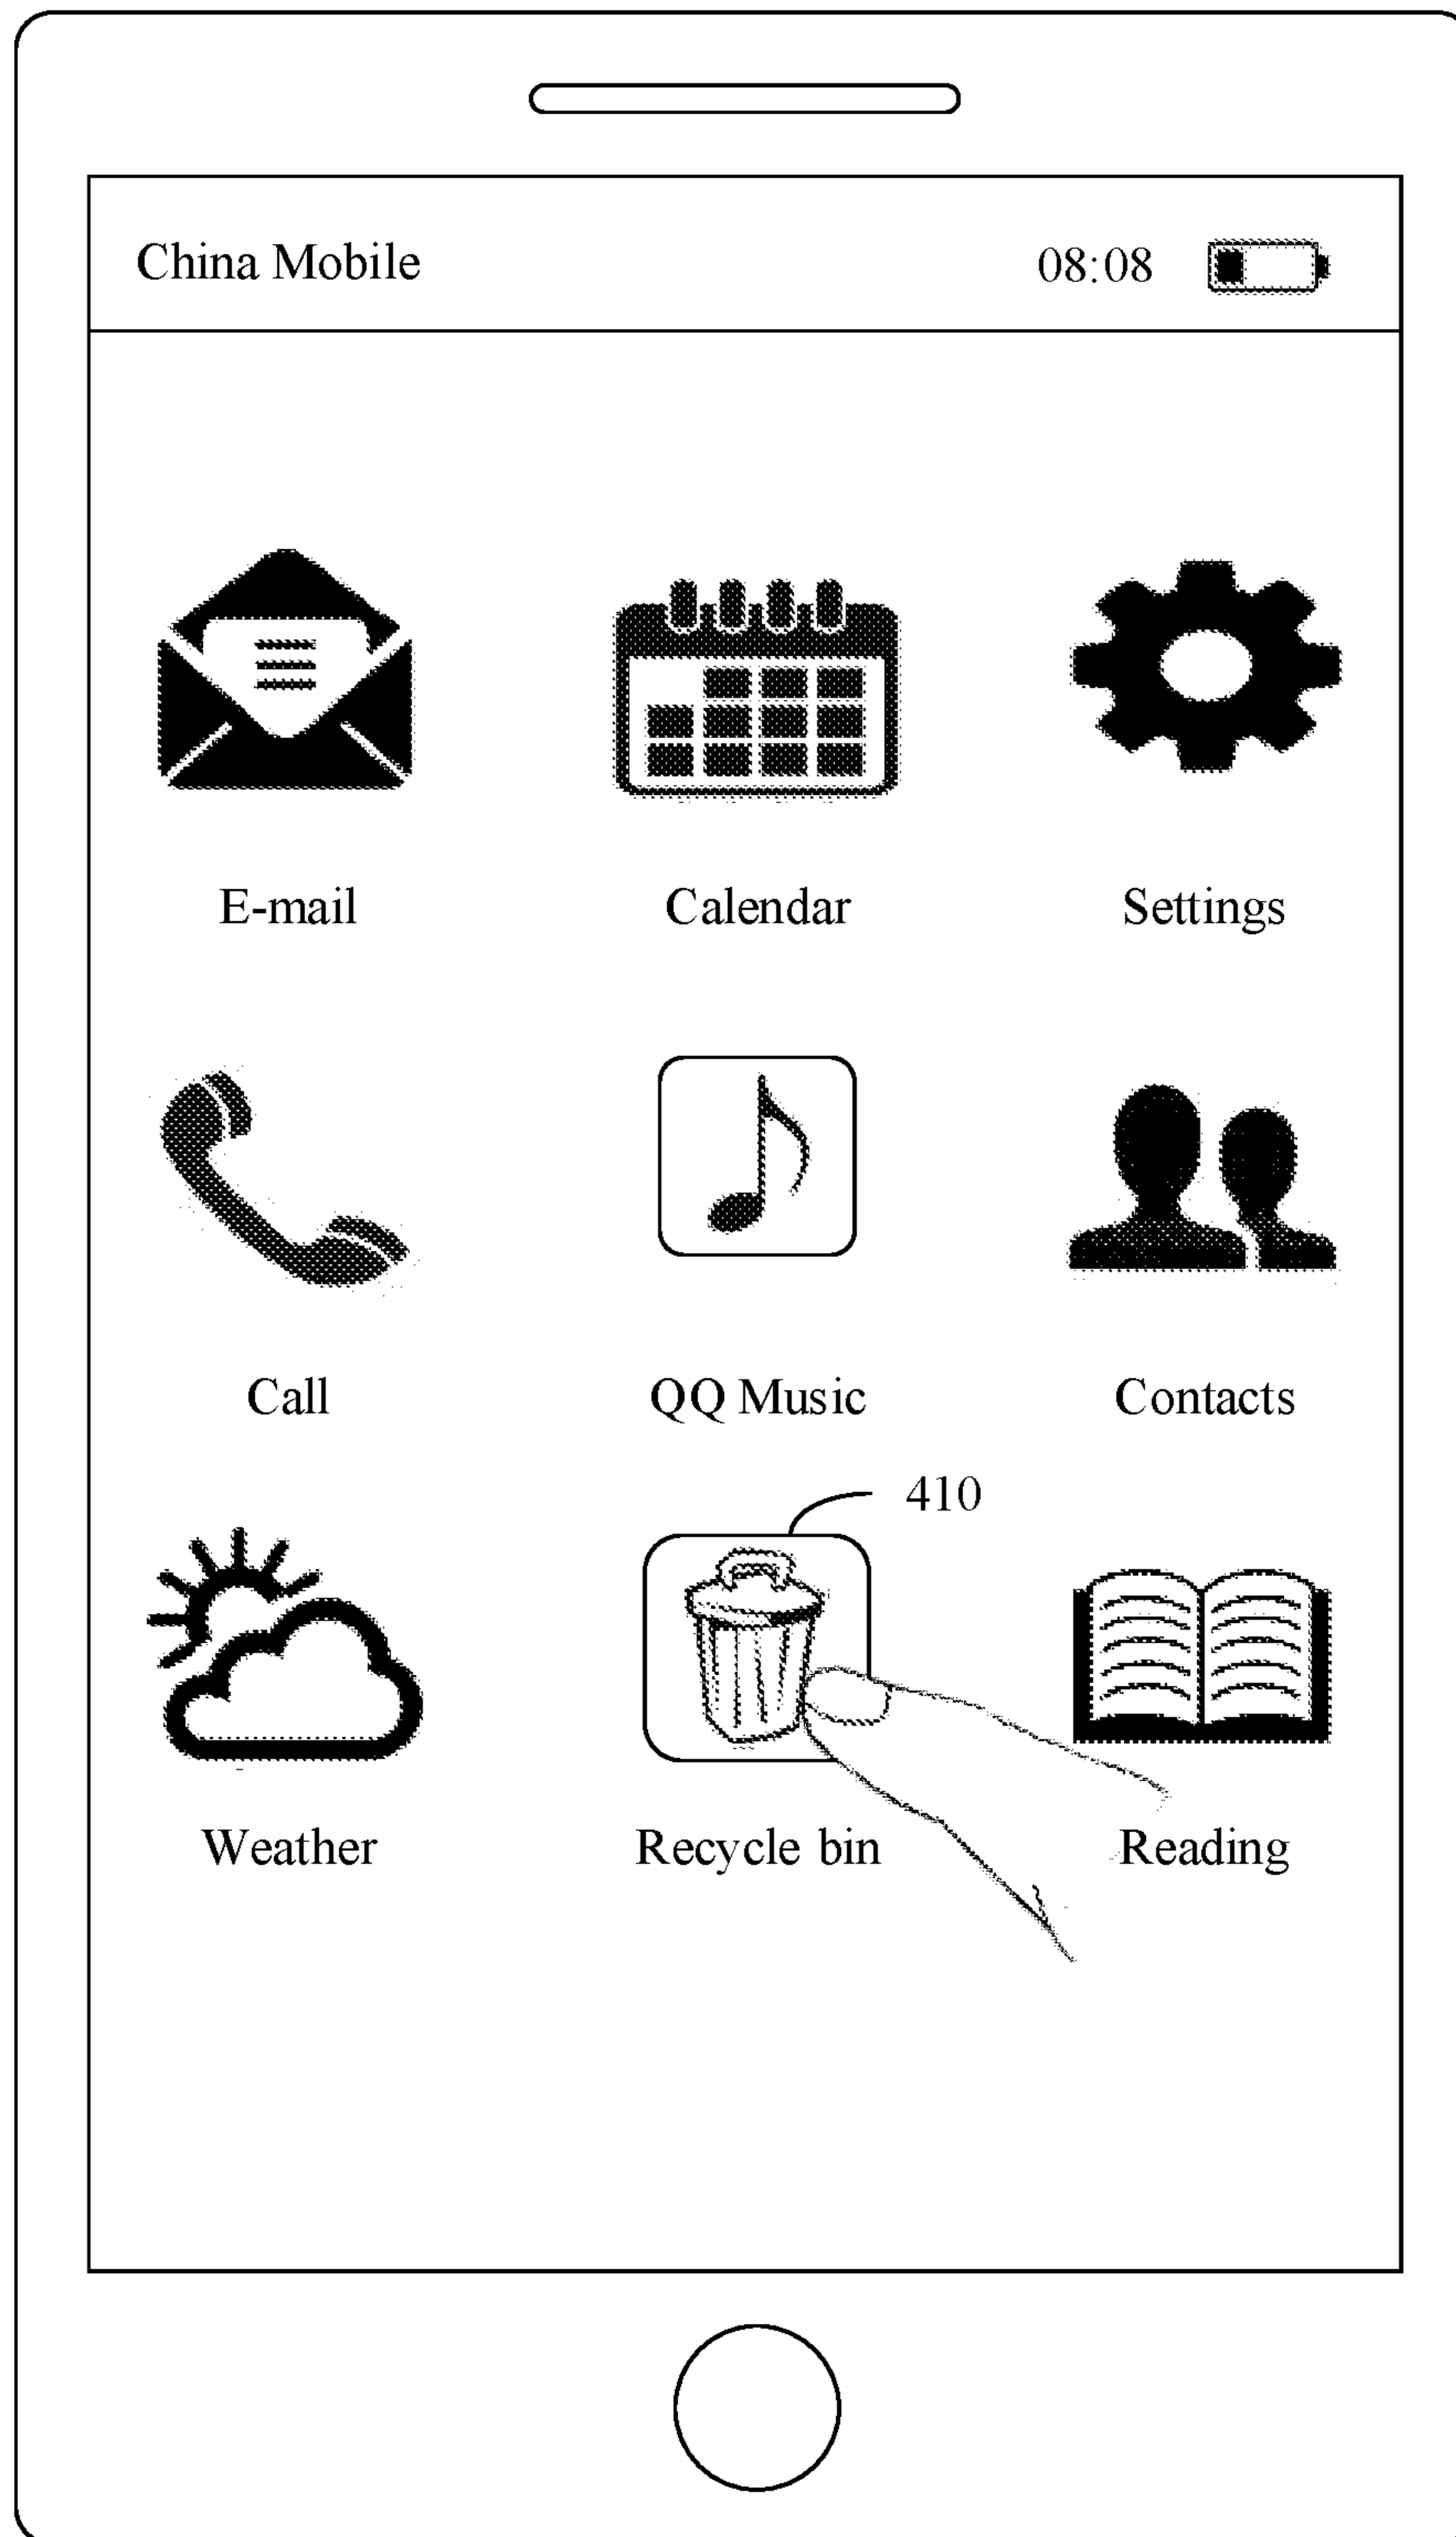 China Mobile 08:08
E-mail Calendar Settings
Call QQ Music Contacts
410
Weather Recycle bin Reading